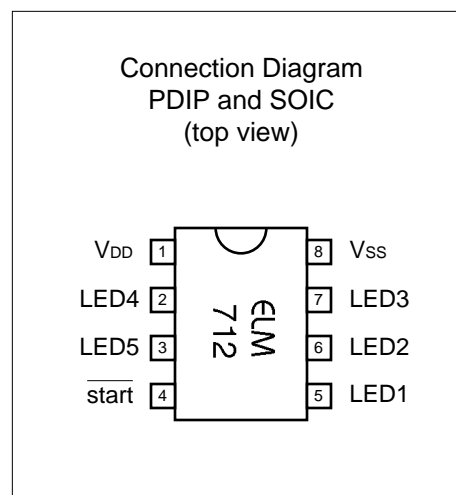 Connection Diagram
PDIP and SOIC
(top view)
VDD 1 8 VSS
LED4 2 7 LED3
LED5 3 6 LED2
start 4 5 LED1
ELM
712